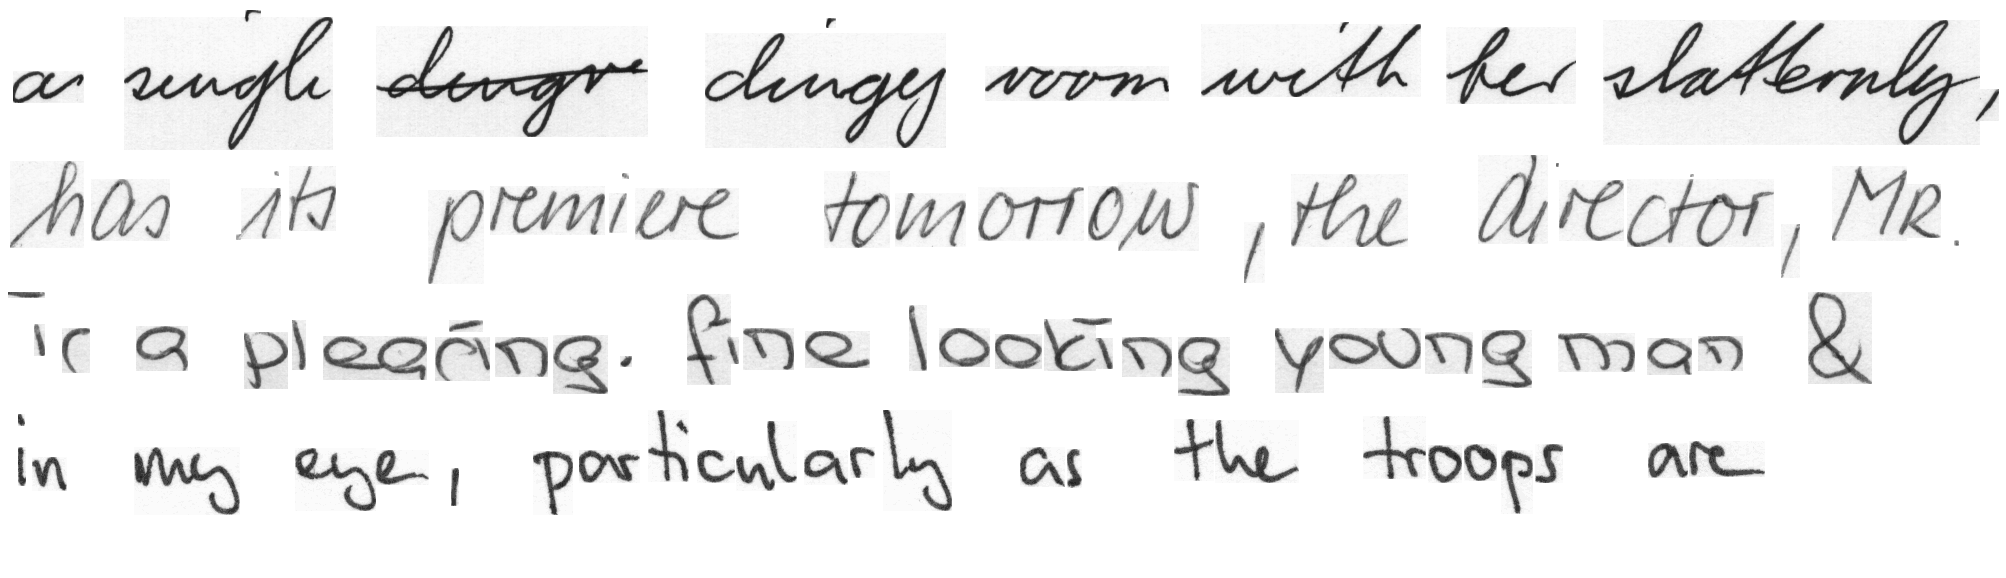 a single dingy room with her slatternly,
has its premiere tomorrow, the director, MR.
is a pleasing. fine looking young man &
in my eye, particularly as the troops are